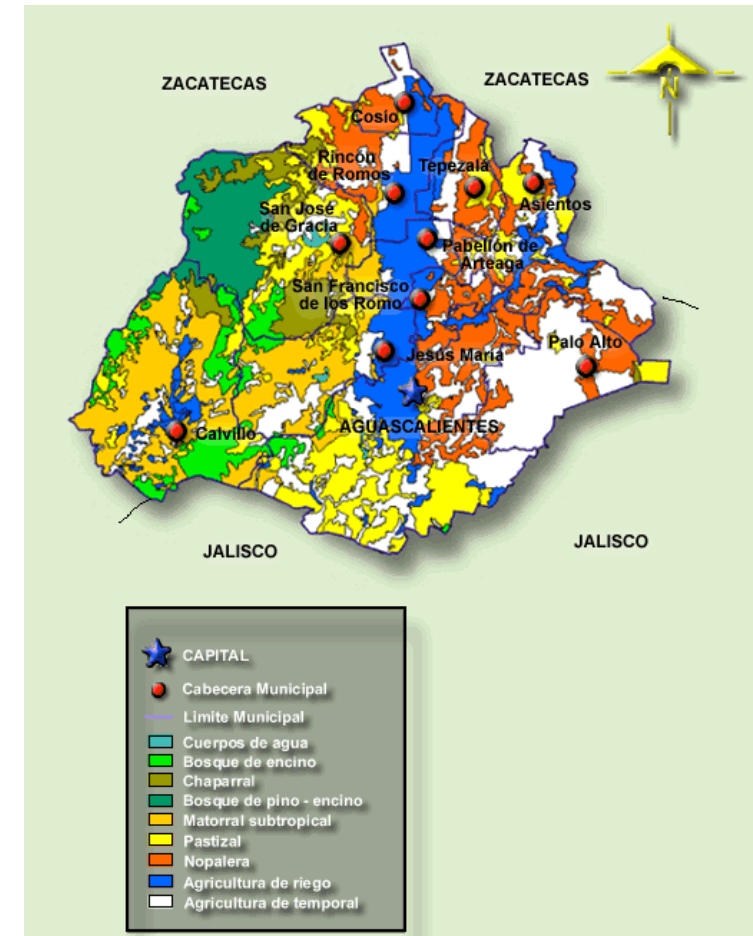 ZACATECAS
ZACATECAS
N
Cosío
Rincón
de Romos
Tepezalá
Asientos
San José
de Gracia
Pabellón de
Arteaga
San Francisco
de los Romo
Jesús María
Palo Alto
AGUASCALIENTES
Calvillo
JALISCO
JALISCO
CAPITAL
Cabecera Municipal
Limite Municipal
Cuerpos de agua
Bosque de encino
Chaparral
Bosque de pino - encino
Matorral subtropical
Pastizal
Nopalera
Agricultura de riego
Agricultura de temporal